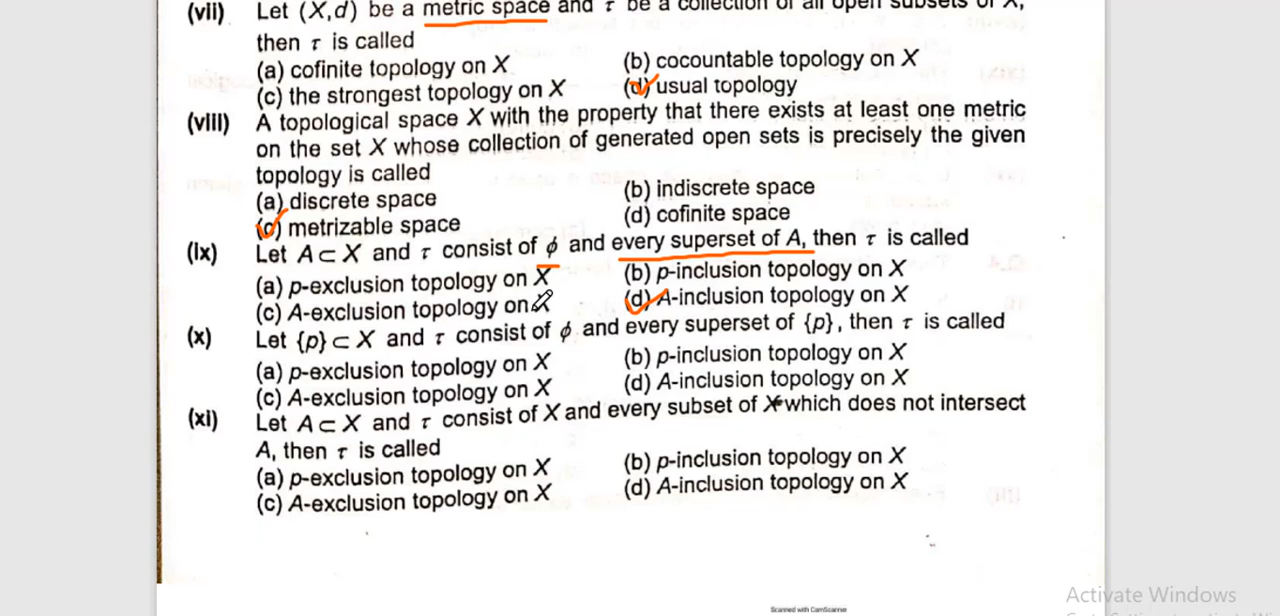 (vii) Let (X,d) be a metric space and τ be a collection of all open subsets of X,
then τ is called
(a) cofinite topology on X (b) cocountable topology on X
(c) the strongest topology on X (d) usual topology
(viii) A topological space X with the property that there exists at least one metric
on the set X whose collection of generated open sets is precisely the given
topology is called
(a) discrete space (b) indiscrete space
(c) metrizable space (d) cofinite space
(ix) Let A⊂X and τ consist of ϕ and every superset of A, then τ is called
(a) p-exclusion topology on X (b) p-inclusion topology on X
(c) A-exclusion topology on X (d) A-inclusion topology on X
(x) Let {p}⊂X and τ consist of ϕ and every superset of {p}, then τ is called
(a) p-exclusion topology on X (b) p-inclusion topology on X
(c) A-exclusion topology on X (d) A-inclusion topology on X
(xi) Let A⊂X and τ consist of X and every subset of X which does not intersect
A, then τ is called
(a) p-exclusion topology on X (b) p-inclusion topology on X
(c) A-exclusion topology on X (d) A-inclusion topology on X
Scanned with CamScanner
Activate Windows